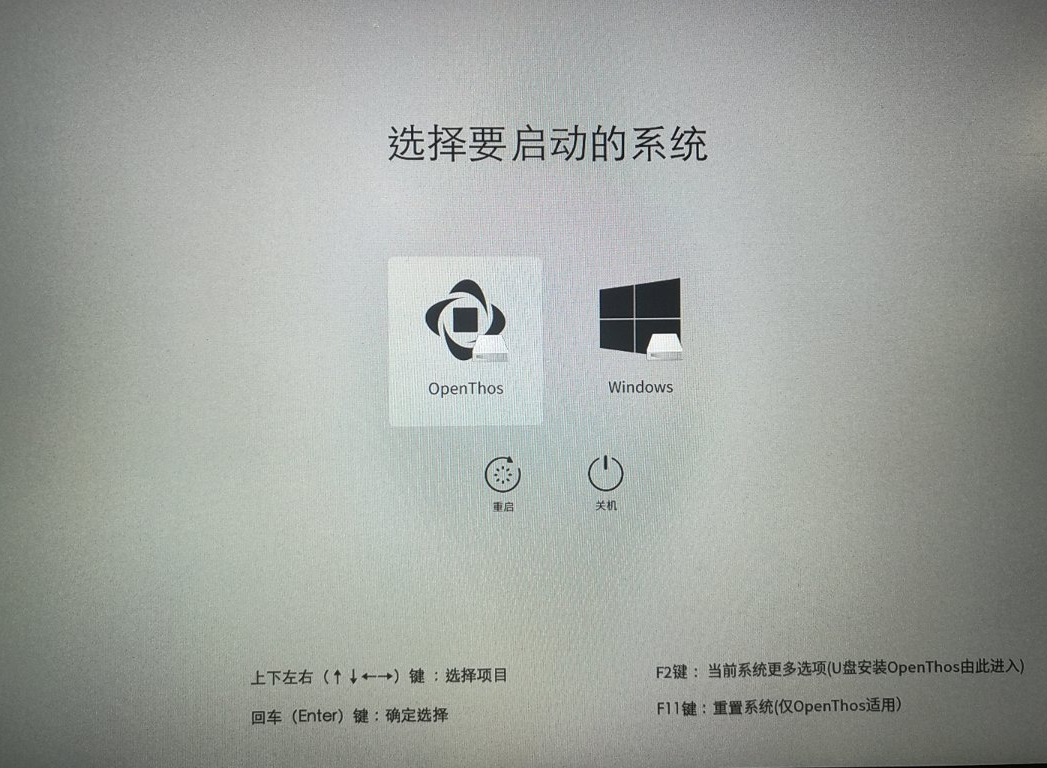 选择要启动的系统
OpenThos
Windows
重启
关机
上下左右（↑↓←→）键：选择项目
回车（Enter）键：确定选择
F2键：当前系统更多选项(U盘安装OpenThos由此进入)
F11键：重置系统(仅OpenThos适用)